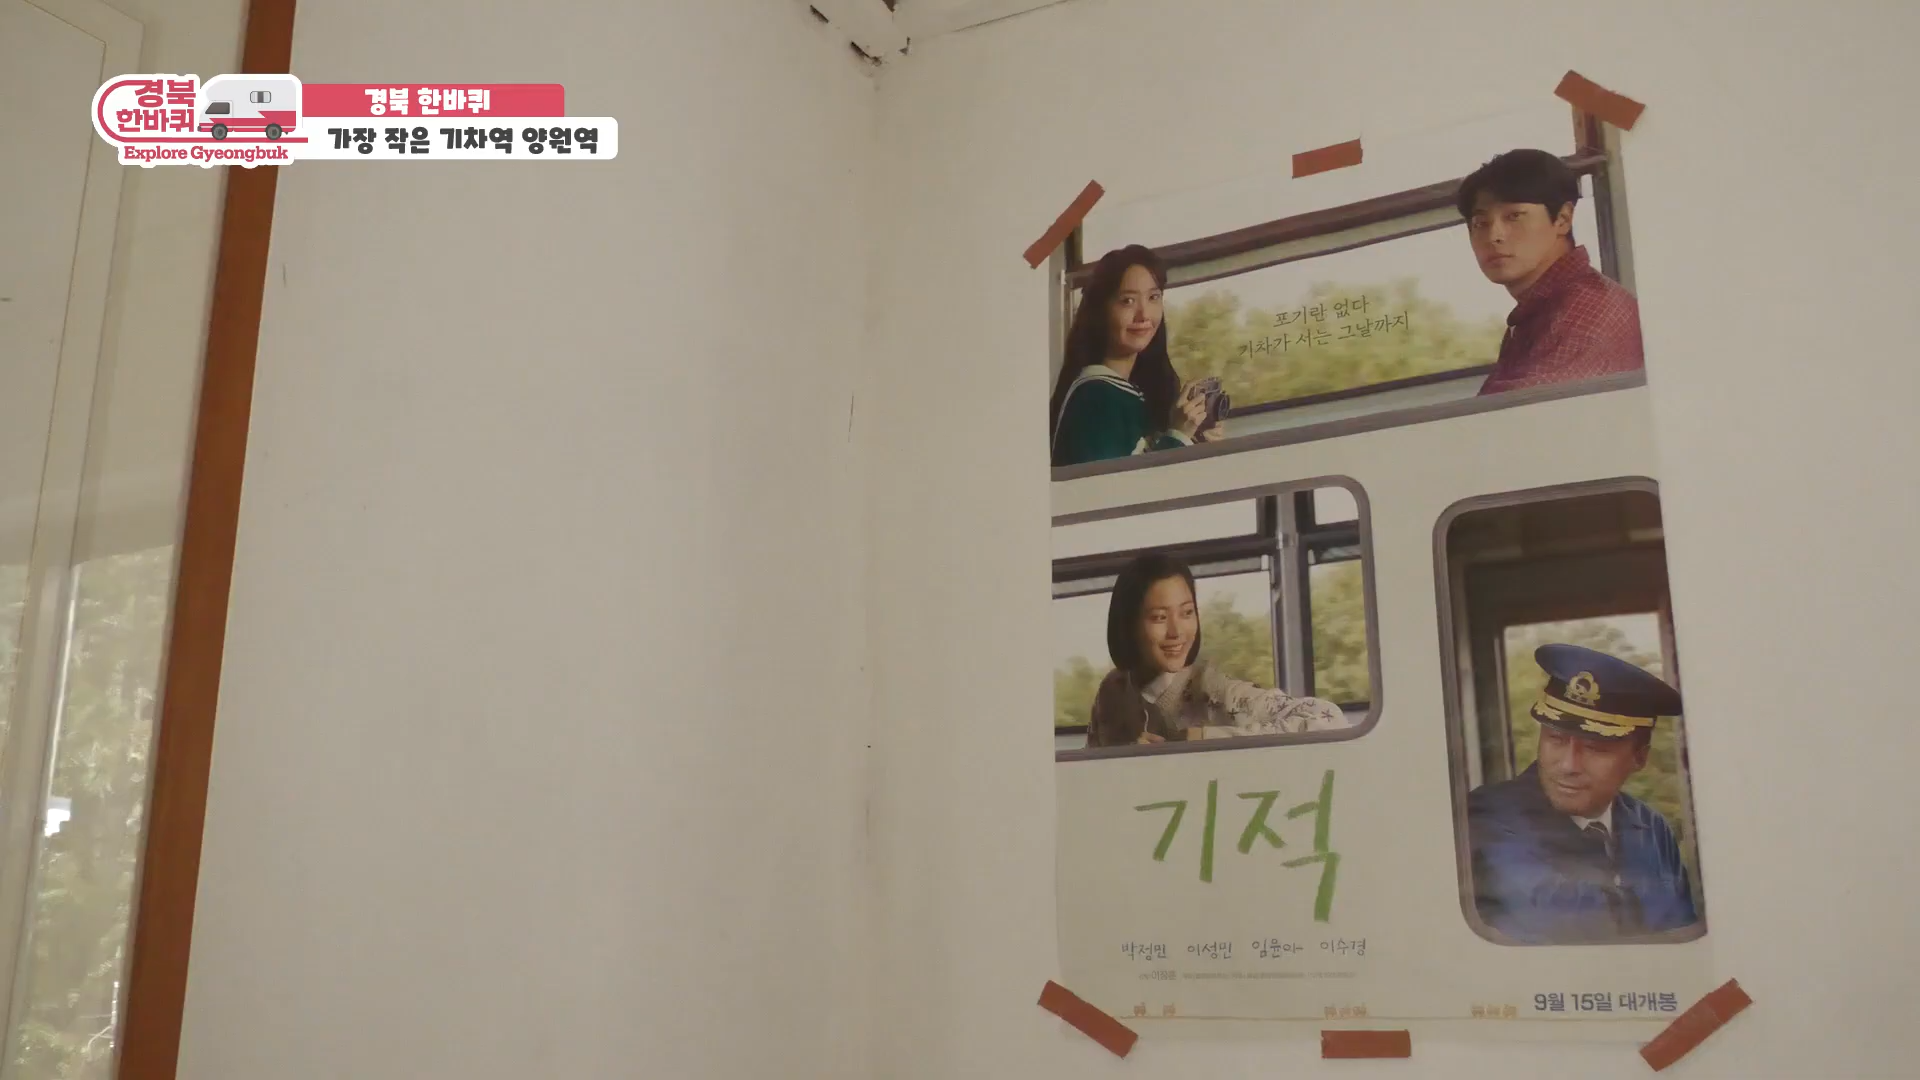 경북
한바퀴
Explore Gyeongbuk
경북 한바퀴
가장 작은 기차역 양원역
포기란 없다
기차가 서는 그날까지
기적
박정민 이성민 임윤아 이수경
9월 15일 대개봉